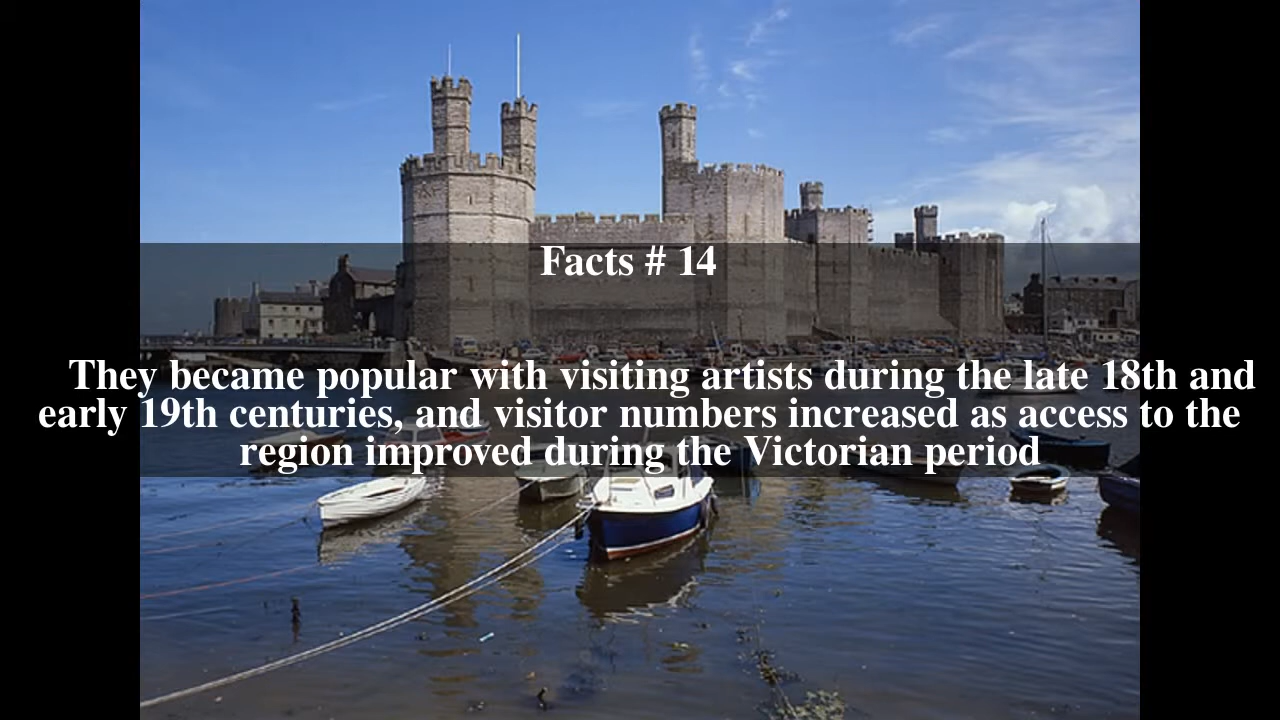 Facts # 14
They became popular with visiting artists during the late 18th and
early 19th centuries, and visitor numbers increased as access to the
region improved during the Victorian period